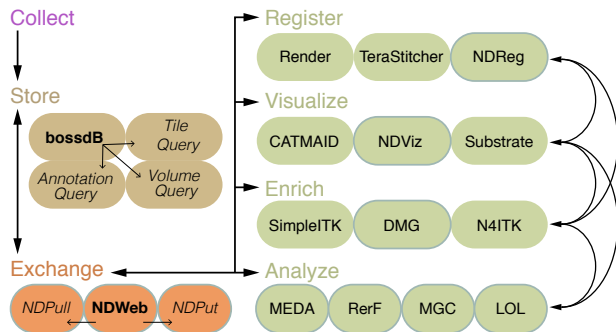 Collect
Store
bossdB
Tile
Query
Annotation
Query
Volume
Query
Exchange
NDPull
NDWeb
NDPut
Register
Render
TeraStitcher
NDReg
Visualize
CATMAID
NDViz
Substrate
Enrich
SimpleITK
DMG
N4ITK
Analyze
MEDA
RerF
MGC
LOL